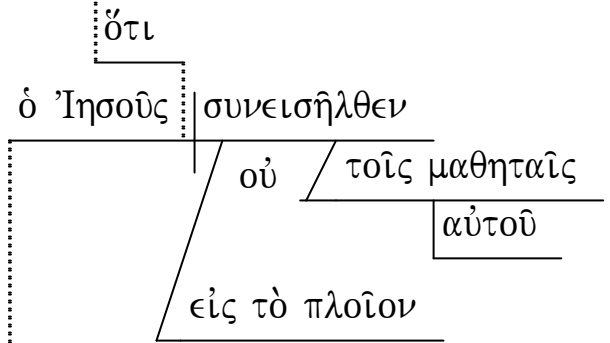 ὅτι
ὁ Ἰησοῦς συνεισῆλθεν
οὐ τοῖς μαθηταῖς
αὐτοῦ
εἰς τὸ πλοῖον